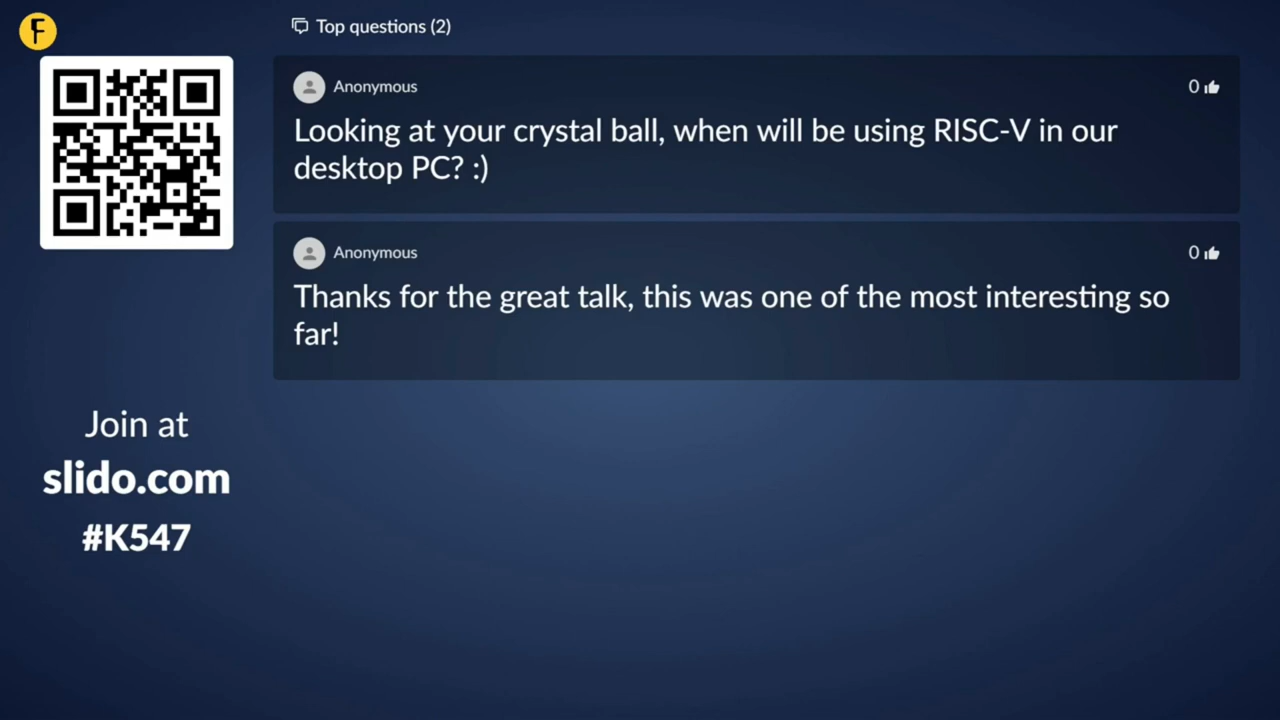 F
Top questions (2)
Anonymous
0
Looking at your crystal ball, when will be using RISC-V in our
desktop PC? :)
Anonymous
0
Thanks for the great talk, this was one of the most interesting so
far!
Join at
slido.com
#K547